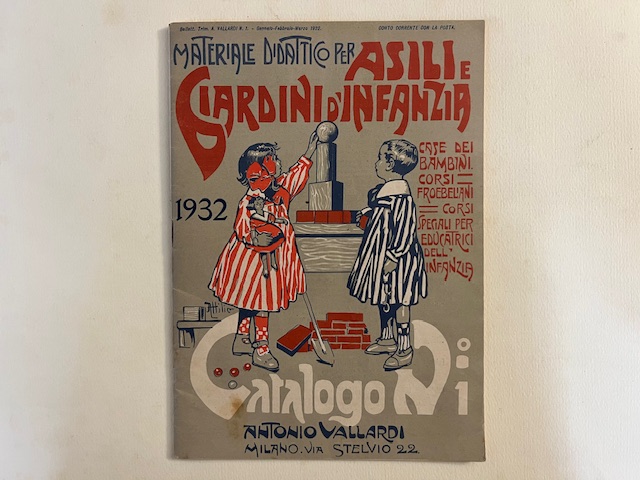 Bollett. Trim. A. VALLARDI N. 1. - Gennaio-Febbraio-Marzo 1932. CONTO CORRENTE CON LA POSTA.
MATERIALE DIDATTICO PER ASILI E
GIARDINI D'INFANZIA
CASE DEI
BAMBINI.
CORSI
FROEBELIANI
CORSI
SPECIALI PER
EDUCATRICI
DELL'
INFANZIA
1932
Attilio
Catalogo No 1
ANTONIO VALLARDI
MILANO. VIA STELVIO 22